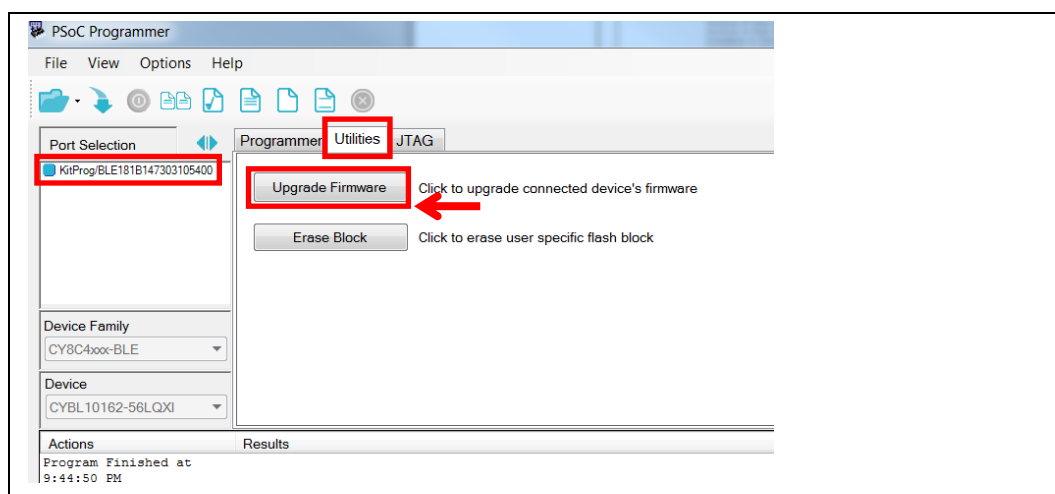 PSoC Programmer
File View Options Help
Port Selection
Programmer Utilities JTAG
KitProg/BLE181B147303105400
Upgrade Firmware Click to upgrade connected device's firmware
Erase Block Click to erase user specific flash block
Device Family
CY8C4xxx-BLE
Device
CYBL10162-56LQXI
Actions Results
Program Finished at
9:44:50 PM